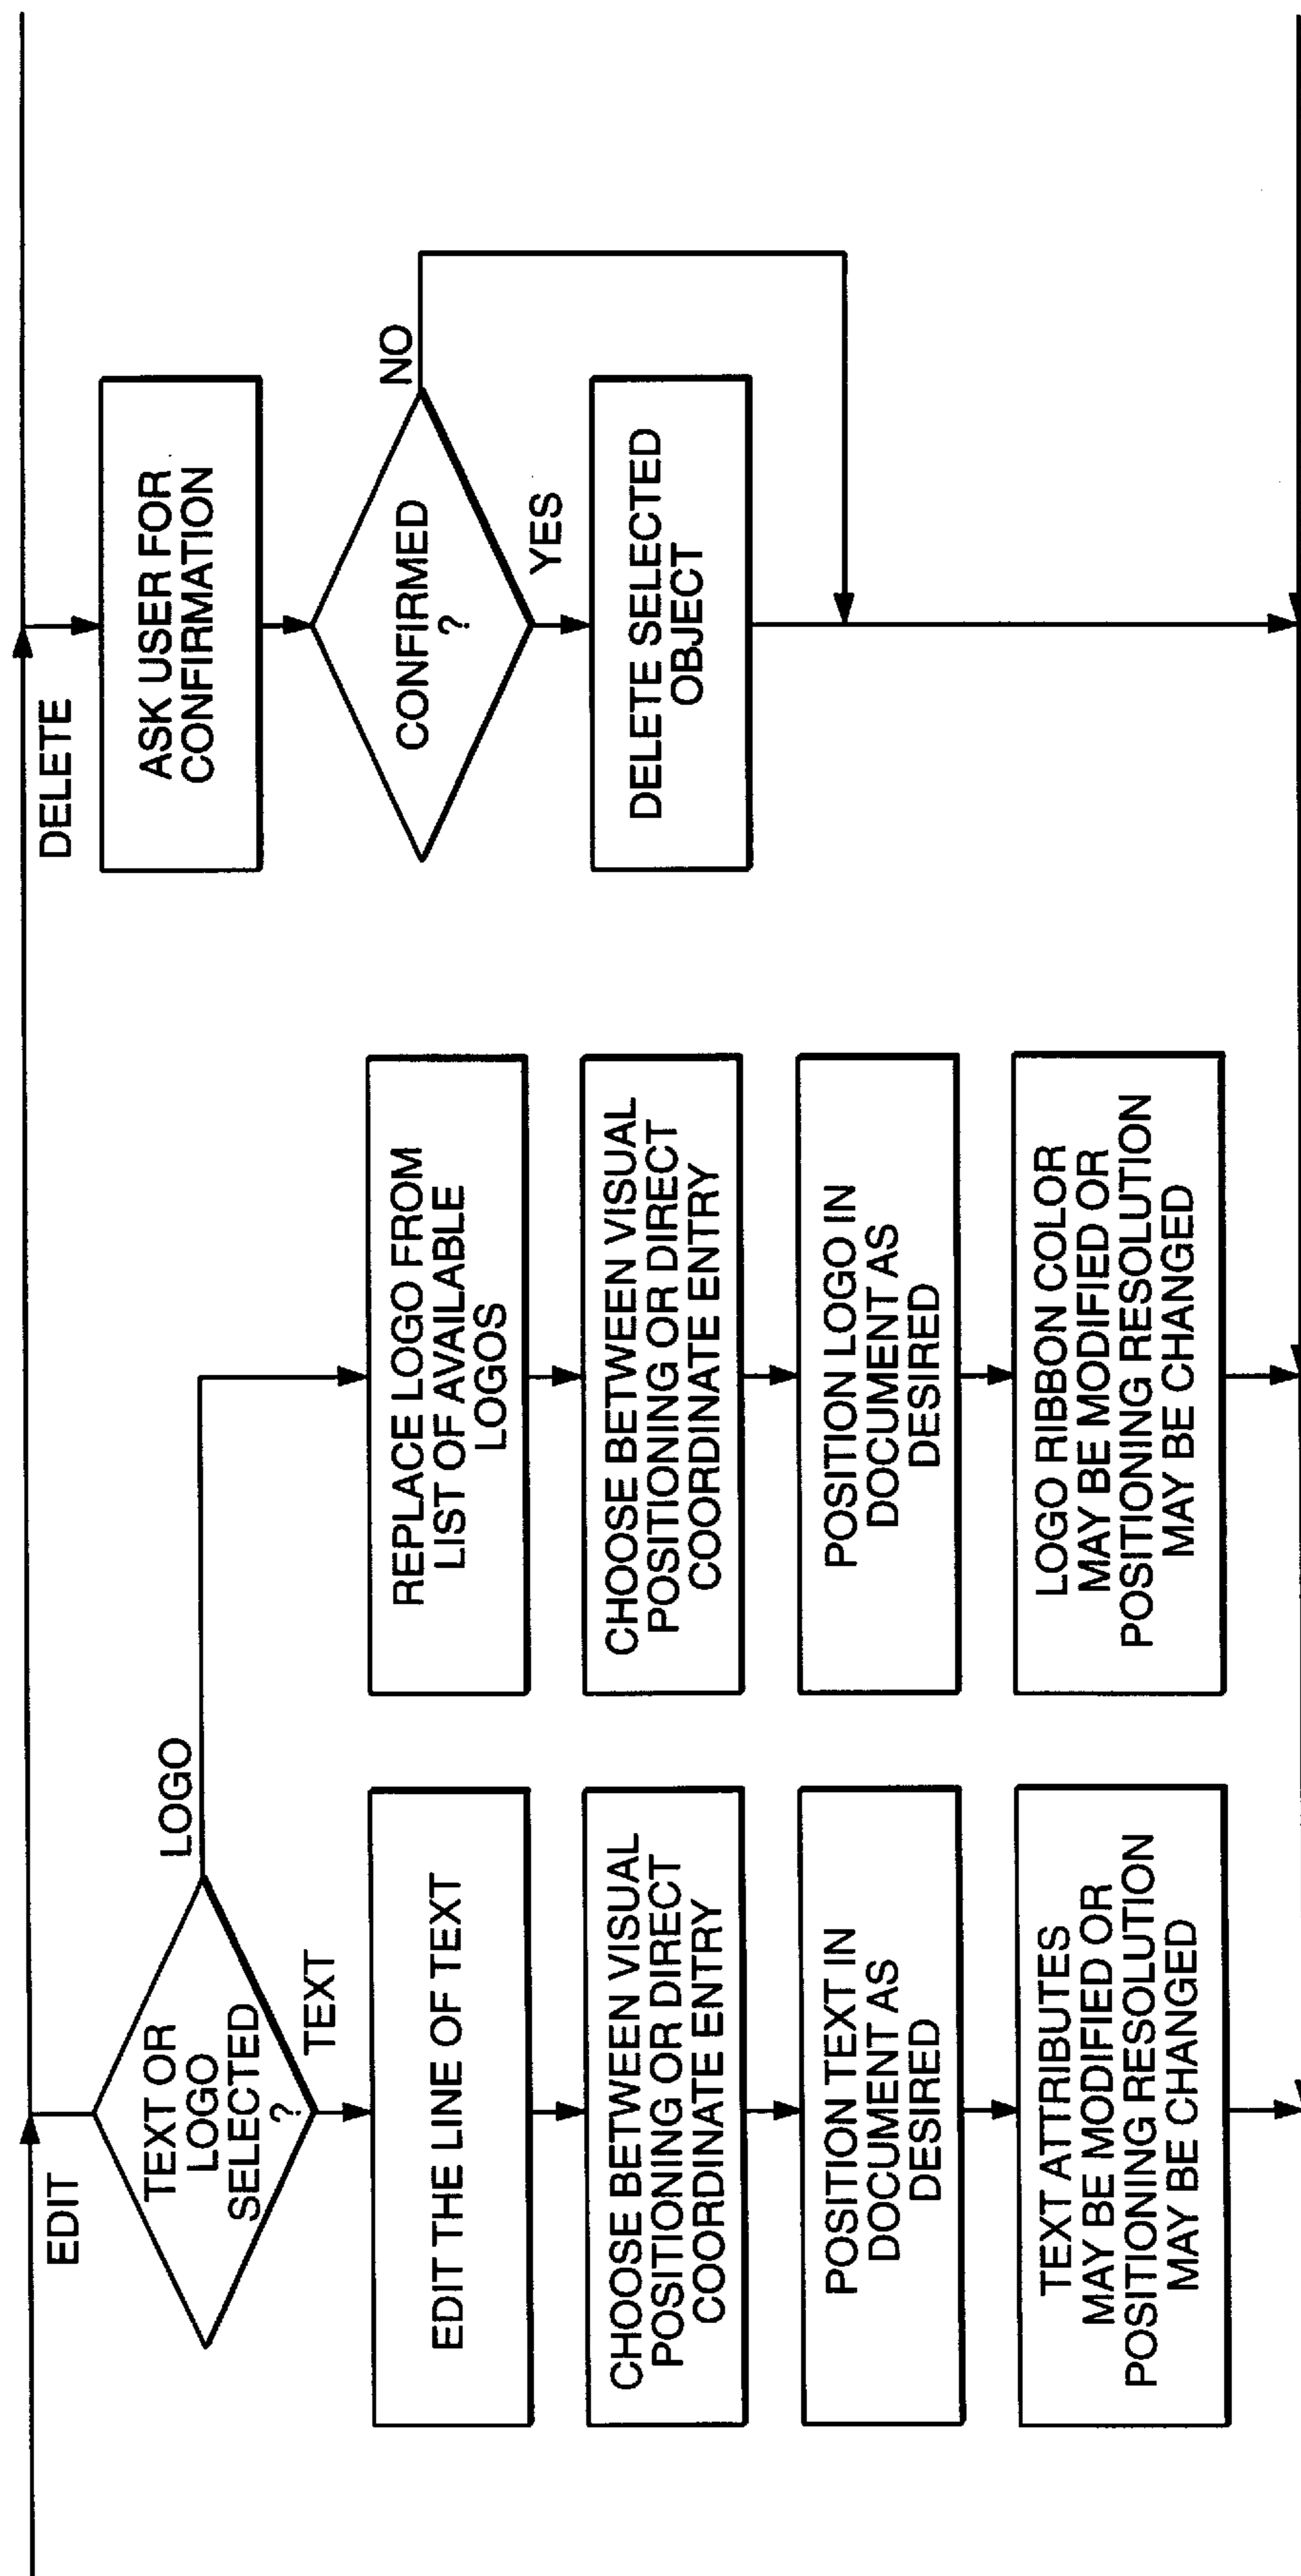 EDIT
TEXT OR
LOGO
SELECTED
?
LOGO
TEXT
EDIT THE LINE OF TEXT
CHOOSE BETWEEN VISUAL
POSITIONING OR DIRECT
COORDINATE ENTRY
POSITION TEXT IN
DOCUMENT AS
DESIRED
TEXT ATTRIBUTES
MAY BE MODIFIED OR
POSITIONING RESOLUTION
MAY BE CHANGED
REPLACE LOGO FROM
LIST OF AVAILABLE
LOGOS
CHOOSE BETWEEN VISUAL
POSITIONING OR DIRECT
COORDINATE ENTRY
POSITION LOGO IN
DOCUMENT AS
DESIRED
LOGO RIBBON COLOR
MAY BE MODIFIED OR
POSITIONING RESOLUTION
MAY BE CHANGED
DELETE
ASK USER FOR
CONFIRMATION
CONFIRMED
?
NO
YES
DELETE SELECTED
OBJECT